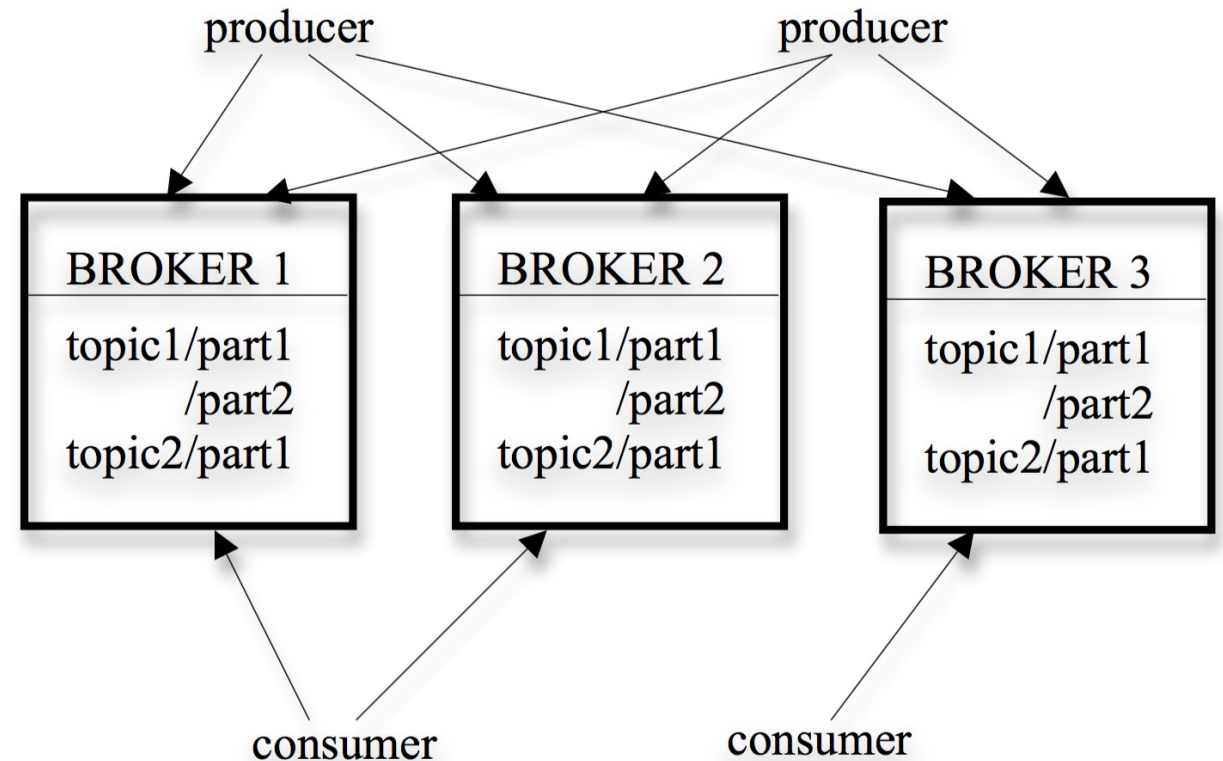 producer
producer
BROKER 1
topic1/part1
/part2
topic2/part1
BROKER 2
topic1/part1
/part2
topic2/part1
BROKER 3
topic1/part1
/part2
topic2/part1
consumer
consumer